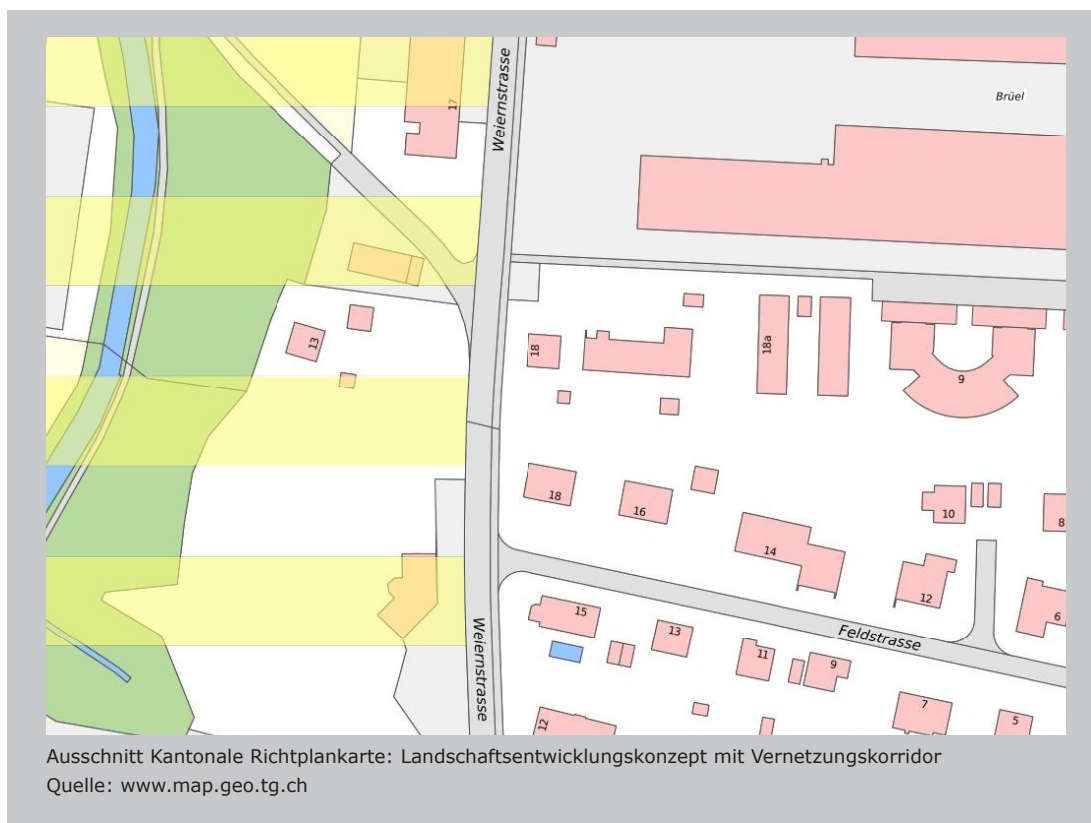 Weiernstrasse
17
Brüel
13
18
18a
9
18
16
14
10
8
12
6
15
13
11
9
Feldstrasse
Weiernstrasse
12
7
5
Ausschnitt Kantonale Richtplankarte: Landschaftsentwicklungskonzept mit Vernetzungskorridor
Quelle: www.map.geo.tg.ch